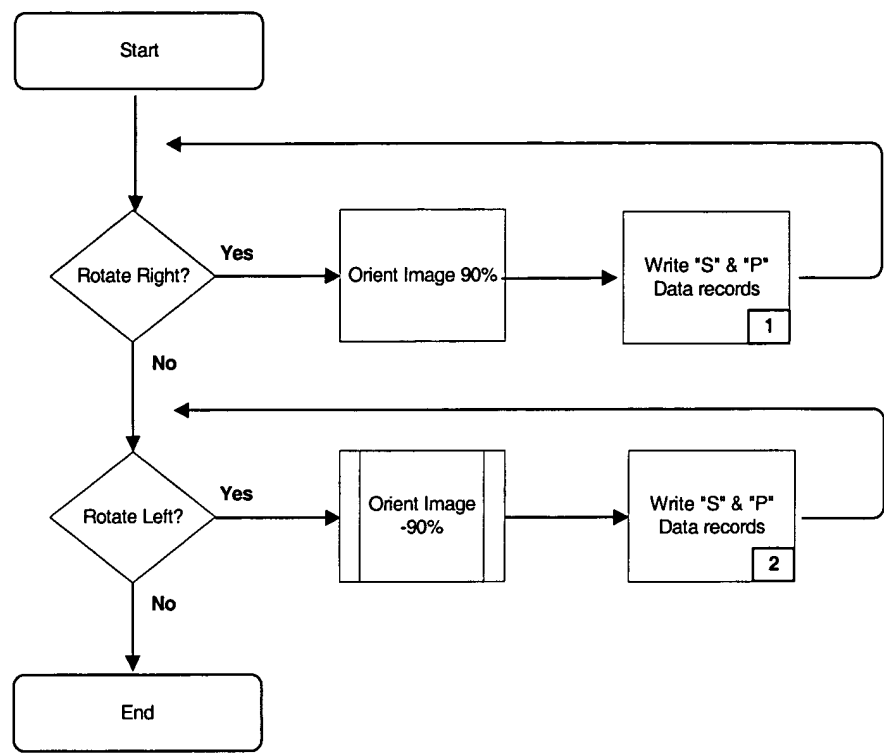 Start
Yes
Rotate Right?
Orient Image 90%
Write "S" & "P"
Data records
1
No
Yes
Rotate Left?
Orient Image
-90%
Write "S" & "P"
Data records
2
No
End